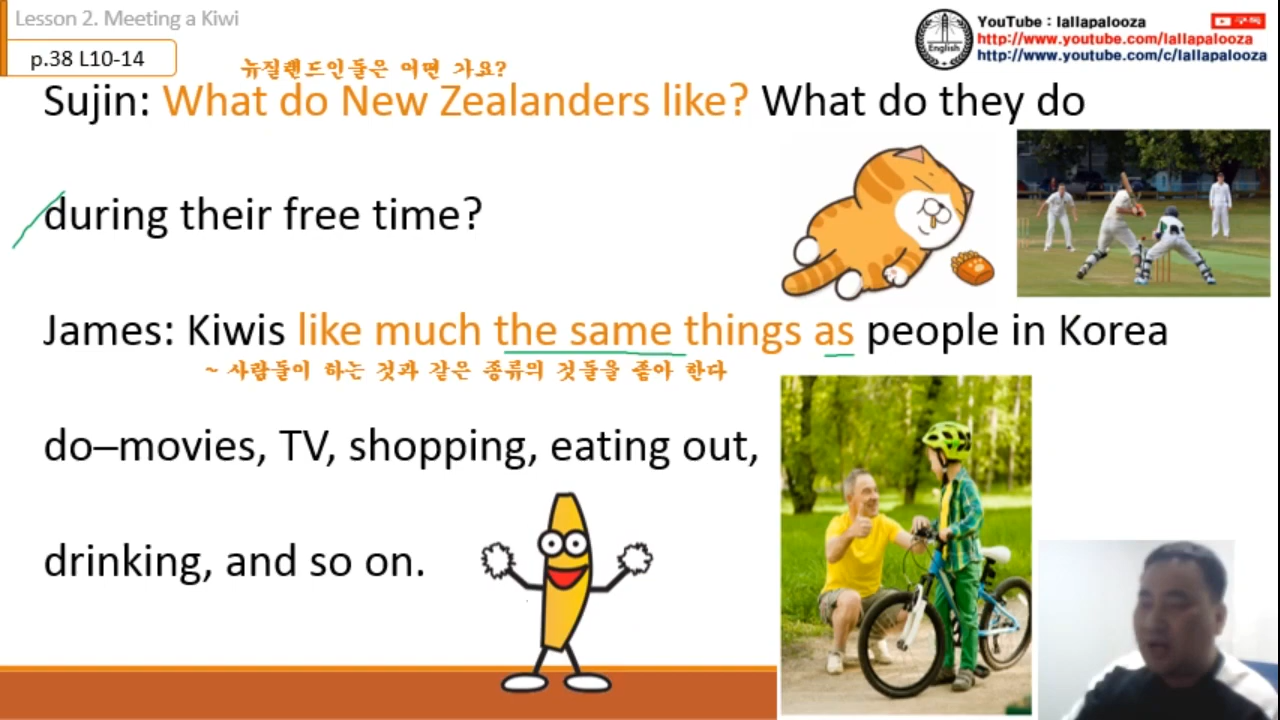 Lesson 2. Meeting a Kiwi
p.38 L10-14
YouTube : lallapalooza
구독
http://www.youtube.com/lallapalooza
http://www.youtube.com/c/lallapalooza
English
뉴질랜드인들은 어떤 가요?
Sujin: What do New Zealanders like? What do they do
during their free time?
James: Kiwis like much the same things as people in Korea
~ 사람들이 하는 것과 같은 종류의 것들을 좋아 한다
do–movies, TV, shopping, eating out,
drinking, and so on.